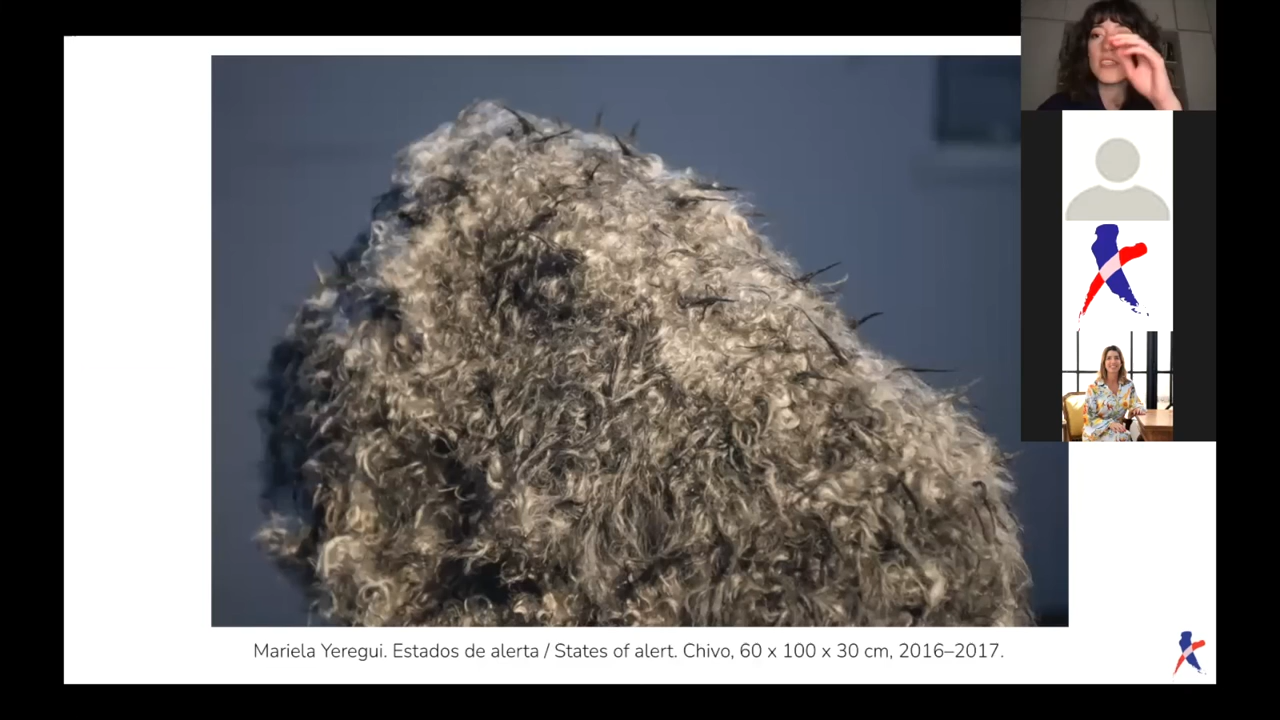 Mariela Yeregui. Estados de alerta / States of alert. Chivo, 60 x 100 x 30 cm, 2016–2017.